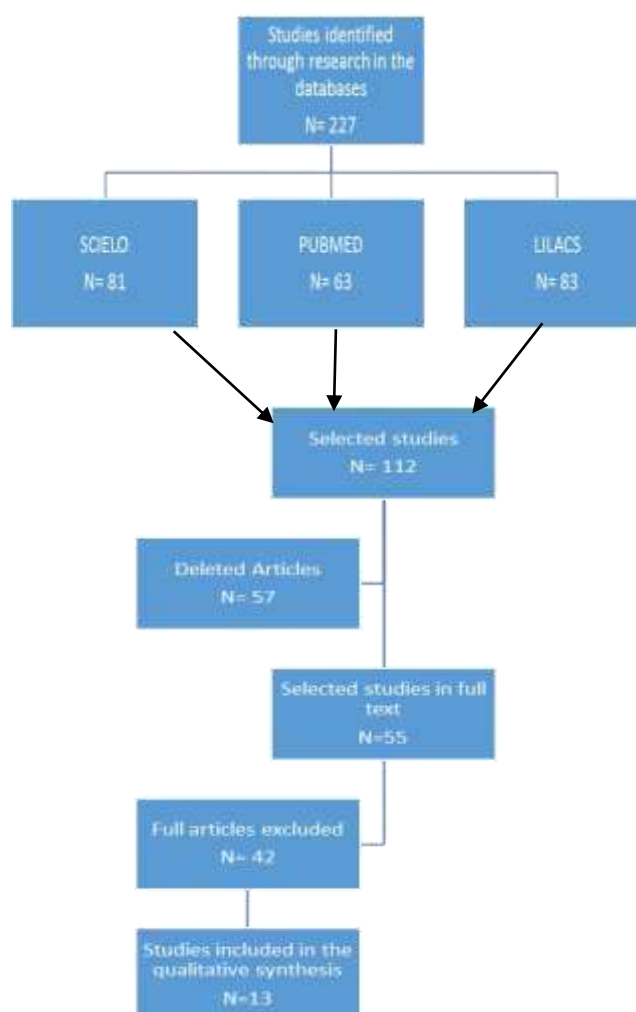 Studies identified
through research in the
databases
N= 227
SCIELO
N= 81
PUBMED
N= 63
LILACS
N= 83
Selected studies
N= 112
Deleted Articles
N= 57
Selected studies in full
text
N=55
Full articles excluded
N= 42
Studies included in the
qualitative synthesis
N=13